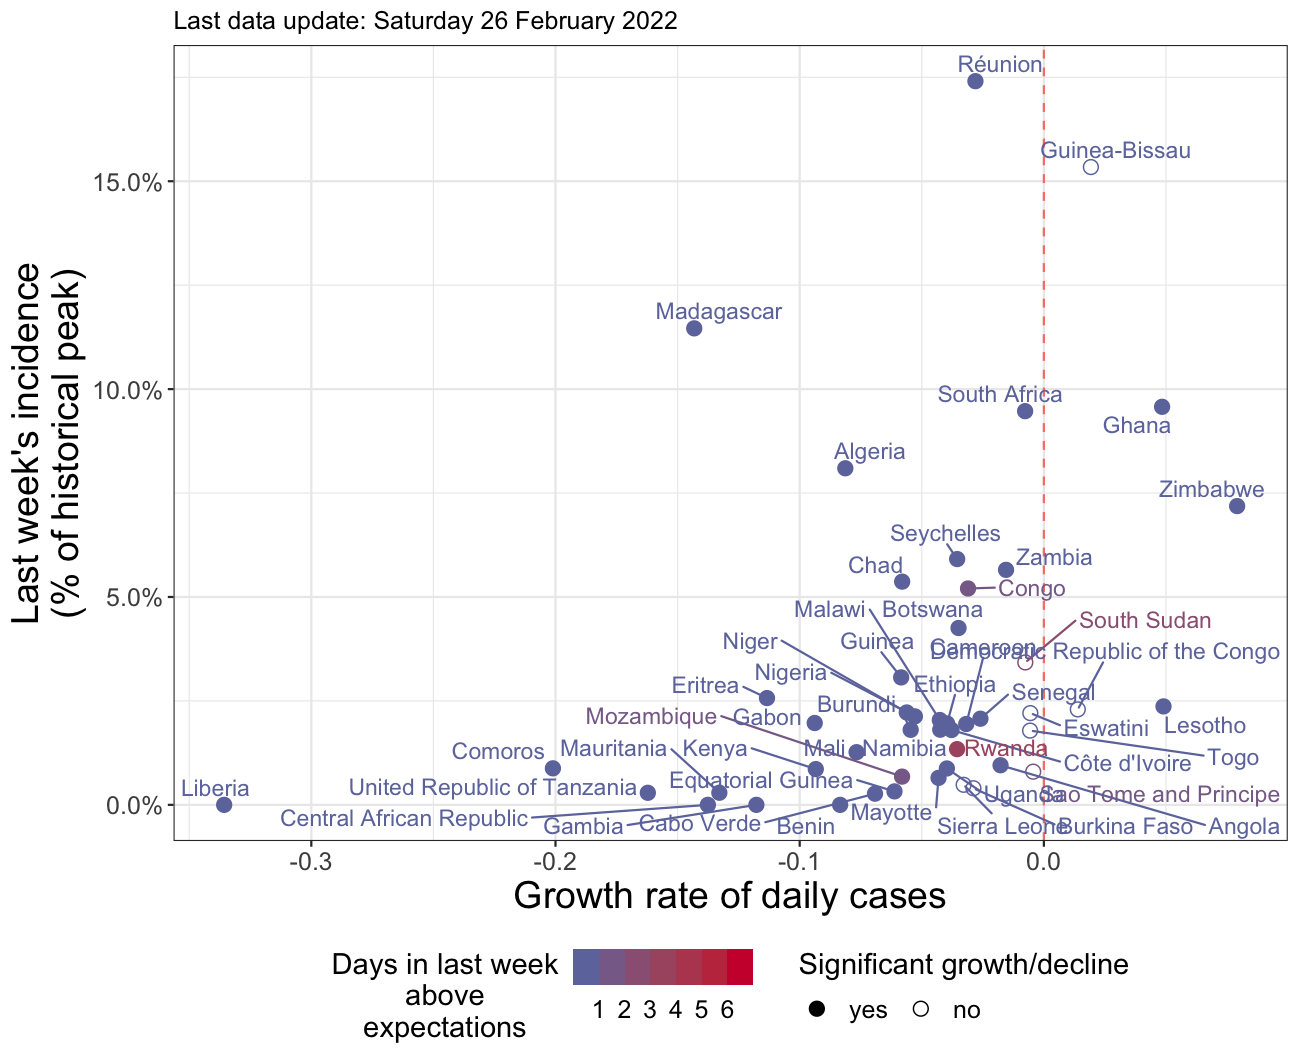 Last data update: Saturday 26 February 2022
Réunion
Guinea-Bissau
15.0%
Last week's incidence
(% of historical peak)
Madagascar
10.0%
South Africa
Ghana
Algeria
Zimbabwe
Seychelles
Chad
Zambia
5.0%
Congo
Malawi
Botswana
South Sudan
Niger
Guinea
Cameroon
Democratic Republic of the Congo
Nigeria
Eritrea
Ethiopia
Senegal
Burundi
Mozambique
Gabon
Eswatini
Lesotho
Comoros
Mauritania
Kenya
Mali
Namibia
Rwanda
Côte d'Ivoire
Togo
Liberia
United Republic of Tanzania
Equatorial Guinea
Uganda
Sao Tome and Principe
0.0%
Central African Republic
Gambia
Cabo Verde
Benin
Mayotte
Sierra Leone
Burkina Faso
Angola
-0.3
-0.2
-0.1
0.0
Growth rate of daily cases
Days in last week
above
expectations
1 2 3 4 5 6
Significant growth/decline
yes
no